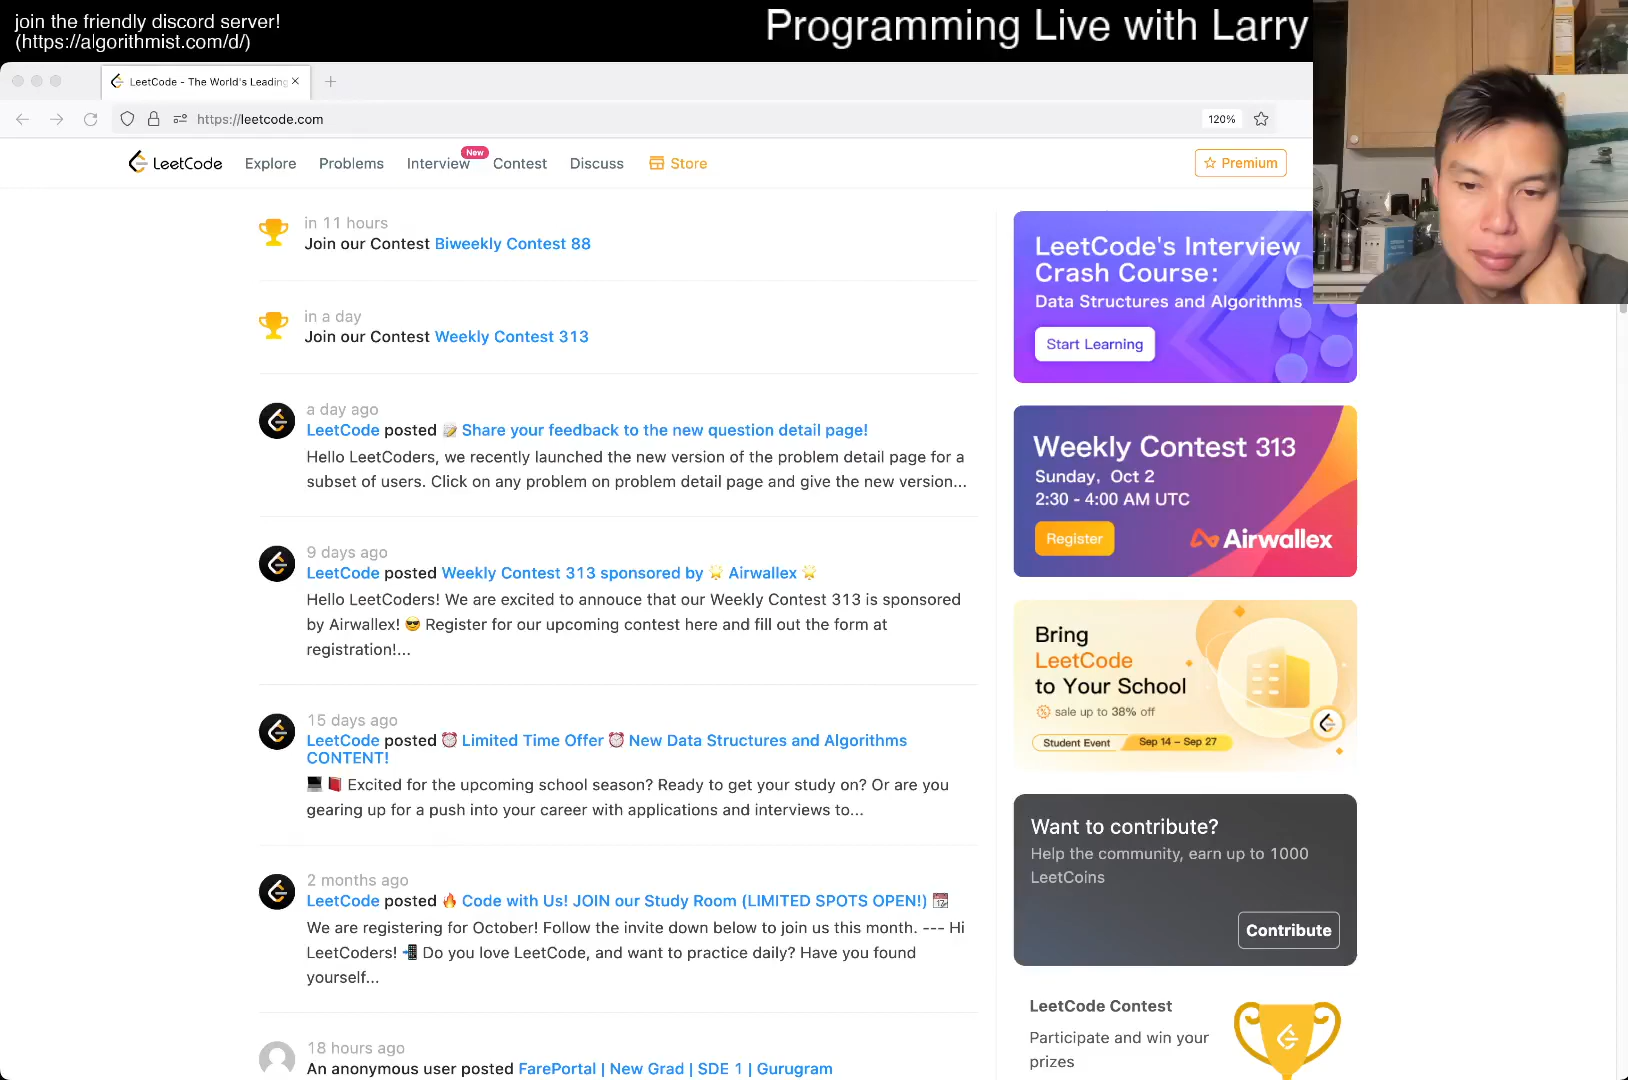 join the friendly discord server!
(https://algorithmist.com/d/)
Programming Live with Larry
LeetCode - The World's Leading
https://leetcode.com
120%
LeetCode
Explore
Problems
Interview
New
Contest
Discuss
Store
Premium
in 11 hours
Join our Contest Biweekly Contest 88
in a day
Join our Contest Weekly Contest 313
a day ago
LeetCode posted 📝 Share your feedback to the new question detail page!
Hello LeetCoders, we recently launched the new version of the problem detail page for a
subset of users. Click on any problem on problem detail page and give the new version...
9 days ago
LeetCode posted Weekly Contest 313 sponsored by 🌟 Airwallex 🌟
Hello LeetCoders! We are excited to annouce that our Weekly Contest 313 is sponsored
by Airwallex! 😎 Register for our upcoming contest here and fill out the form at
registration!...
15 days ago
LeetCode posted ⏰ Limited Time Offer ⏰ New Data Structures and Algorithms
CONTENT!
💻 📕 Excited for the upcoming school season? Ready to get your study on? Or are you
gearing up for a push into your career with applications and interviews to...
2 months ago
LeetCode posted 🔥 Code with Us! JOIN our Study Room (LIMITED SPOTS OPEN!) 📆
We are registering for October! Follow the invite down below to join us this month. --- Hi
LeetCoders! 📲 Do you love LeetCode, and want to practice daily? Have you found
yourself...
18 hours ago
An anonymous user posted FarePortal | New Grad | SDE 1 | Gurugram
LeetCode's Interview
Crash Course:
Data Structures and Algorithms
Start Learning
Weekly Contest 313
Sunday, Oct 2
2:30 - 4:00 AM UTC
Register
Airwallex
Bring
LeetCode
to Your School
sale up to 38% off
Student Event
Sep 14 – Sep 27
Want to contribute?
Help the community, earn up to 1000
LeetCoins
Contribute
LeetCode Contest
Participate and win your
prizes